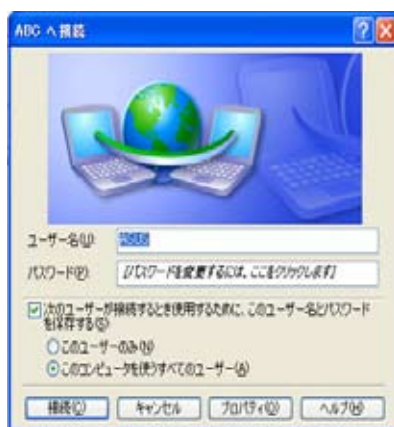 ABC へ接続
ユーザー名(U):
ASUS
パスワード(P):
[パスワードを変更するには、ここをクリックします]
次のユーザーが接続するとき使用するために、このユーザー名とパスワード
を保存する(S)
このユーザーのみ(N)
このコンピュータを使うすべてのユーザー(A)
接続(C)
キャンセル
プロパティ(O)
ヘルプ(H)